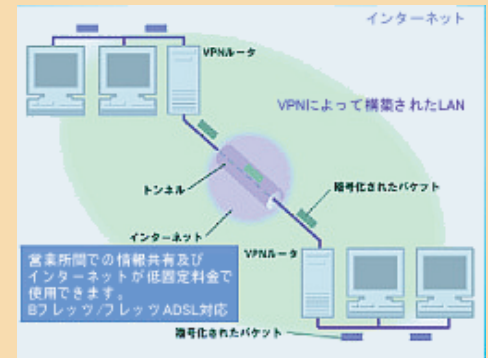 インターネット
VPNルータ
VPNによって構築されたLAN
トンネル
暗号化されたパケット
インターネット
VPNルータ
営業所間での情報共有及び
インターネットが低固定料金で
使用できます。
Bフレッツ/フレッツADSL対応
暗号化されたパケット